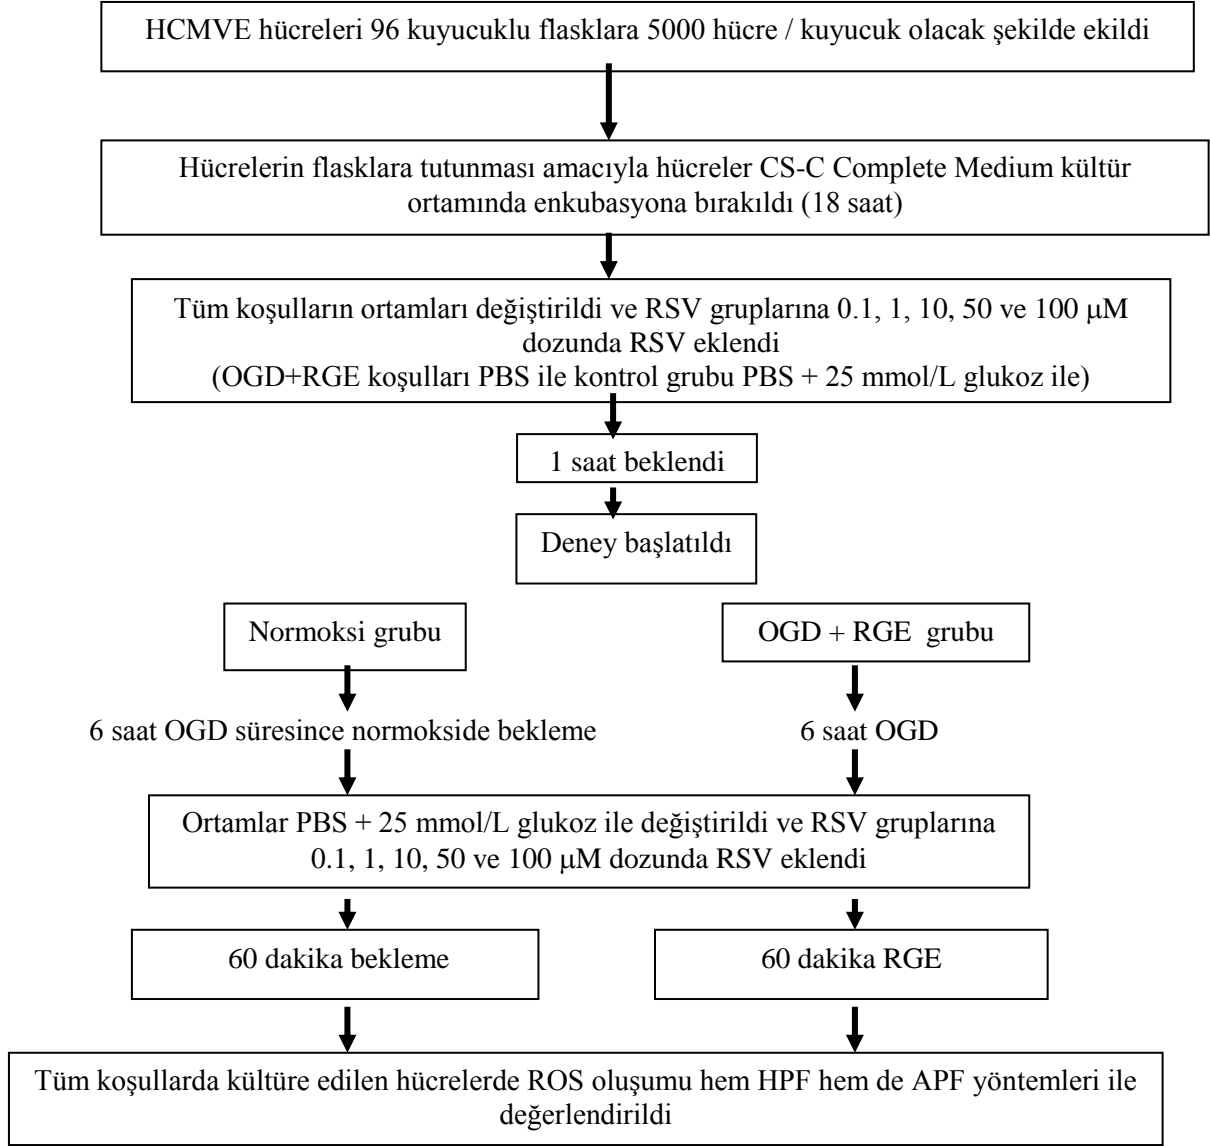 HCMVE hücreleri 96 kuyucuklu flasklara 5000 hücre / kuyucuk olacak şekilde ekildi
Hücrelerin flasklara tutunması amacıyla hücreler CS-C Complete Medium kültür
ortamında enkubasyona bırakıldı (18 saat)
Tüm koşulların ortamları değiştirildi ve RSV gruplarına 0.1, 1, 10, 50 ve 100 µM
dozunda RSV eklendi
(OGD+RGE koşulları PBS ile kontrol grubu PBS + 25 mmol/L glukoz ile)
1 saat beklendi
Deney başlatıldı
Normoksi grubu
OGD + RGE grubu
6 saat OGD süresince normokside bekleme
6 saat OGD
Ortamlar PBS + 25 mmol/L glukoz ile değiştirildi ve RSV gruplarına
0.1, 1, 10, 50 ve 100 µM dozunda RSV eklendi
60 dakika bekleme
60 dakika RGE
Tüm koşullarda kültüre edilen hücrelerde ROS oluşumu hem HPF hem de APF yöntemleri ile
değerlendirildi